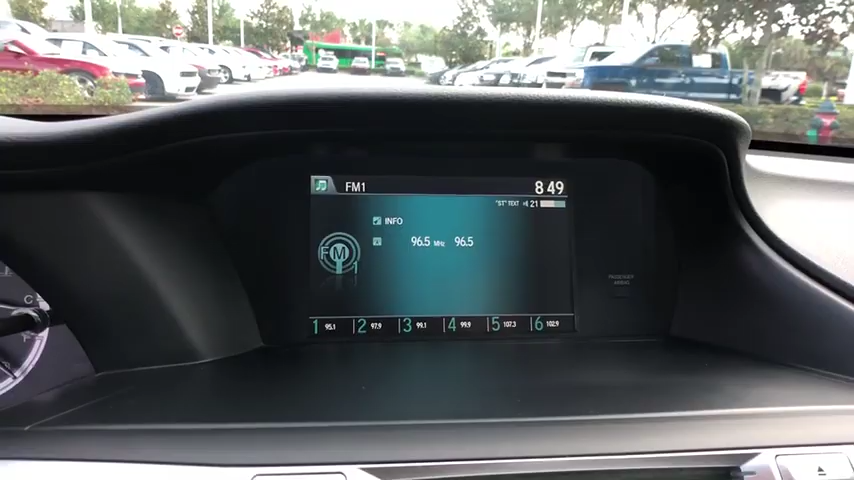 FM1 8 49
"ST" TEXT 21
INFO
FM1
A 96.5 MHz 96.5
1 95.1 2 97.9 3 99.1 4 99.9 5 107.3 6 102.9
PASSENGER
AIRBAG
C